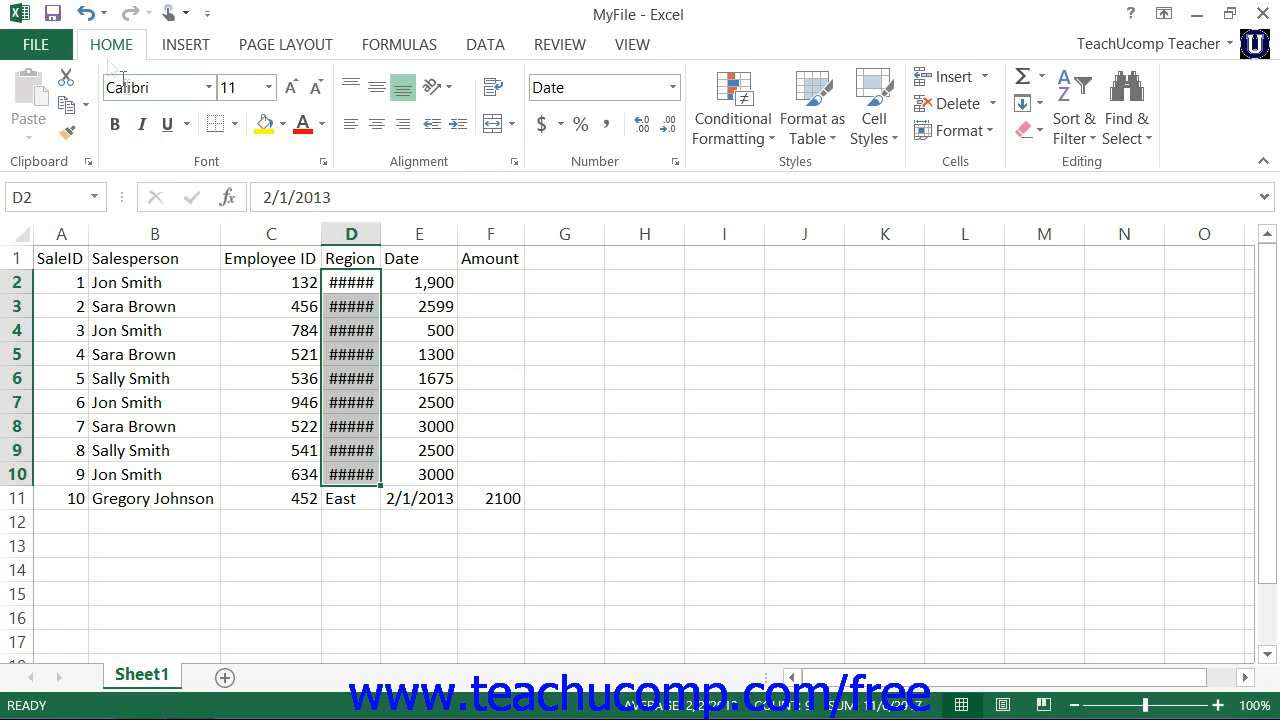 MyFile - Excel
FILE HOME INSERT PAGE LAYOUT FORMULAS DATA REVIEW VIEW TeachUcomp Teacher U
Calibri 11 Date Insert
Paste Conditional Formatting Format as Table Cell Styles Delete Sort & Filter Find & Select
B I U $ % , Format
Clipboard Font Alignment Number Styles Cells Editing
D2 fx 2/1/2013
A B C D E F G H I J K L M N O
1 SaleID Salesperson Employee ID Region Date Amount
2 1 Jon Smith 132 ##### 1,900
3 2 Sara Brown 456 ##### 2599
4 3 Jon Smith 784 ##### 500
5 4 Sara Brown 521 ##### 1300
6 5 Sally Smith 536 ##### 1675
7 6 Jon Smith 946 ##### 2500
8 7 Sara Brown 522 ##### 3000
9 8 Sally Smith 541 ##### 2500
10 9 Jon Smith 634 ##### 3000
11 10 Gregory Johnson 452 East 2/1/2013 2100
12
13
14
15
16
17
Sheet1
www.teachucomp.com/free
READY 100%